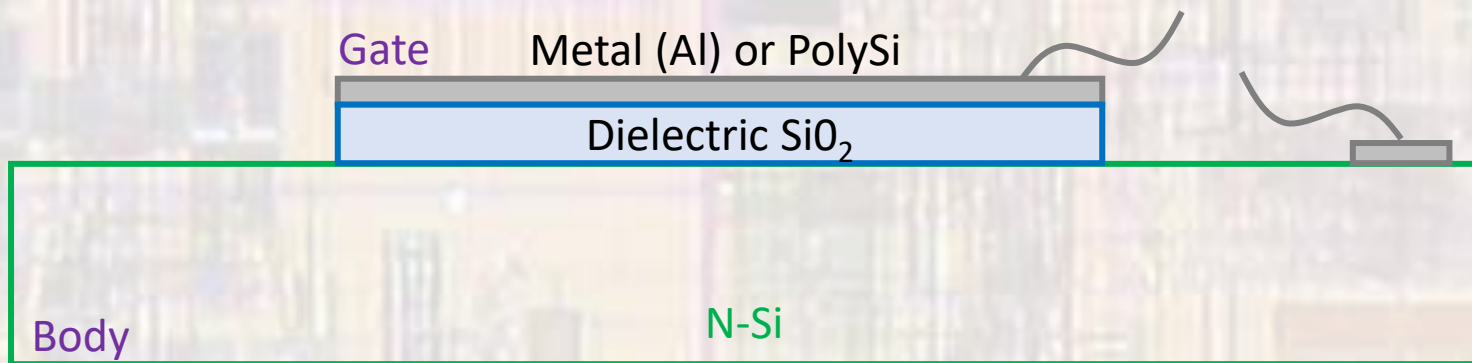 Gate Metal (Al) or PolySi
Dielectric Si0₂
N-Si
Body